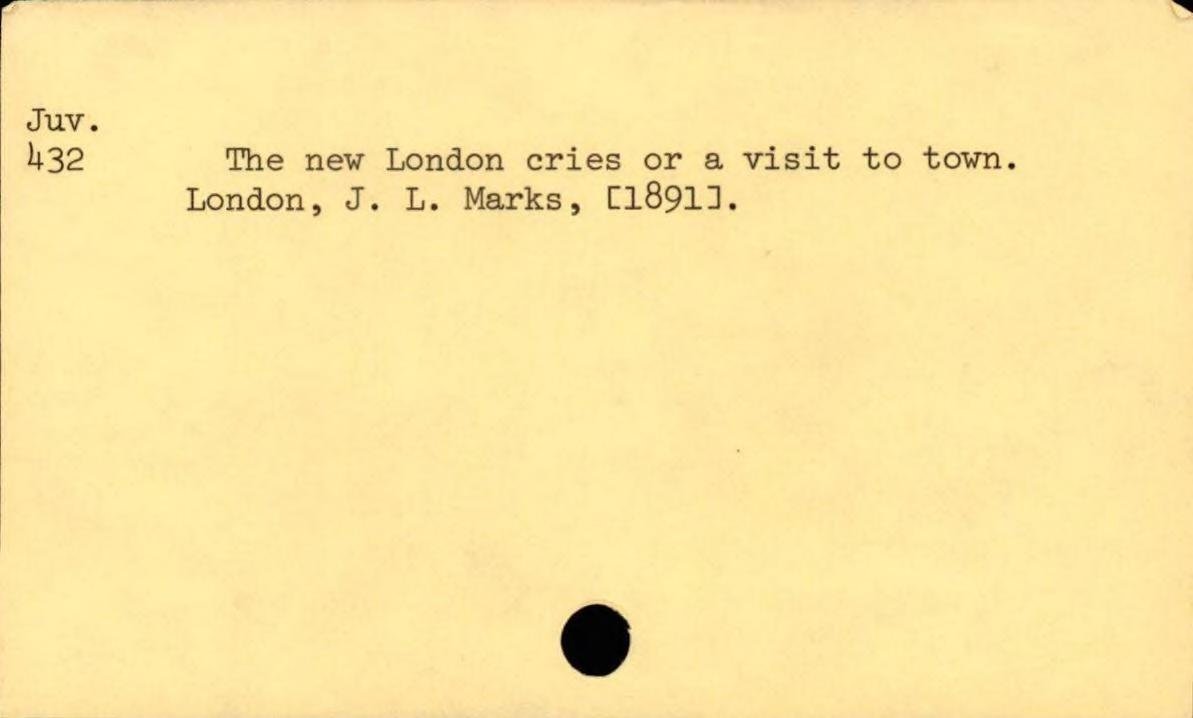 Juv.
432 The new London cries or a visit to town.
London, J. L. Marks, [1891].